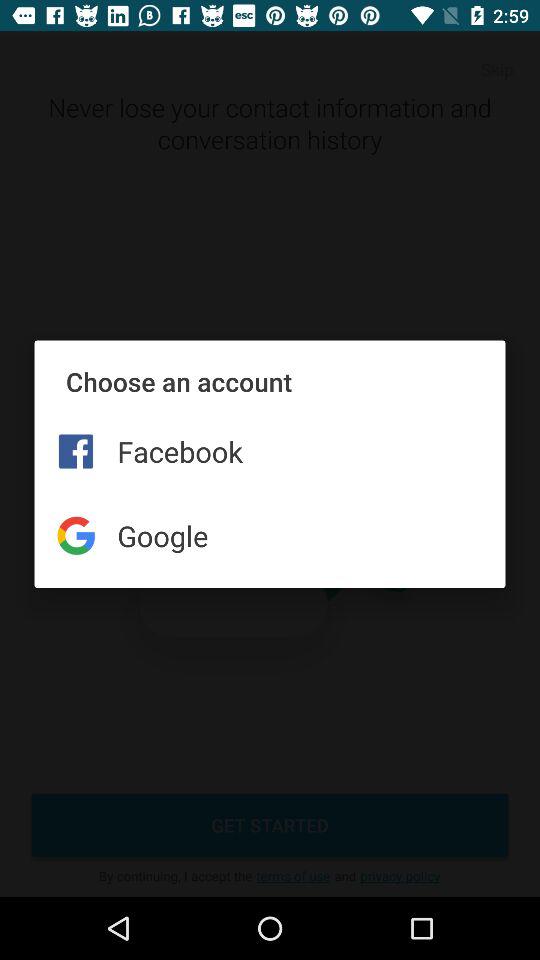 esc 2:59
Skip
Never lose your contact information and
conversation history
Choose an account
Facebook
Google
GET STARTED
By continuing, I accept the terms of use and privacy policy